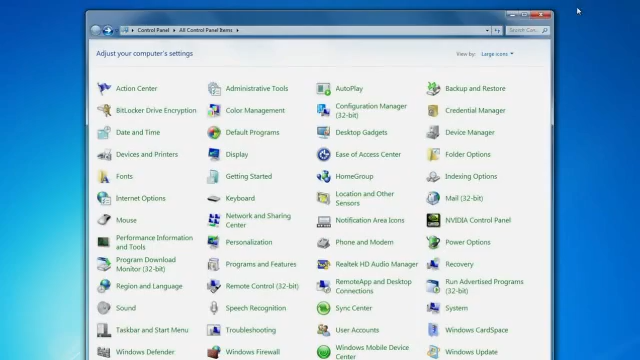 Control Panel ▸ All Control Panel Items ▸
Search Con...
Adjust your computer's settings
View by: Large icons
Action Center
Administrative Tools
AutoPlay
Backup and Restore
BitLocker Drive Encryption
Color Management
Configuration Manager
(32-bit)
Credential Manager
Date and Time
Default Programs
Desktop Gadgets
Device Manager
Devices and Printers
Display
Ease of Access Center
Folder Options
Fonts
Getting Started
HomeGroup
Indexing Options
Internet Options
Keyboard
Location and Other
Sensors
Mail (32-bit)
Mouse
Network and Sharing
Center
Notification Area Icons
NVIDIA Control Panel
Performance Information
and Tools
Personalization
Phone and Modem
Power Options
Program Download
Monitor (32-bit)
Programs and Features
Realtek HD Audio Manager
Recovery
Region and Language
Remote Control (32-bit)
RemoteApp and Desktop
Connections
Run Advertised Programs
(32-bit)
Sound
Speech Recognition
Sync Center
System
Taskbar and Start Menu
Troubleshooting
User Accounts
Windows CardSpace
Windows Defender
Windows Firewall
Windows Mobile Device
Center
Windows Update